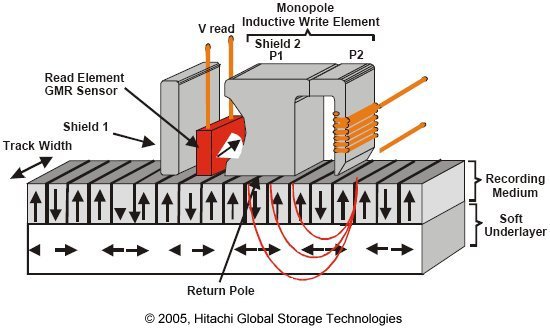 Monopole
Inductive Write Element
V read
Shield 2
P1
P2
Read Element
GMR Sensor
Shield 1
Track Width
Recording
Medium
Soft
Underlayer
Return Pole
© 2005, Hitachi Global Storage Technologies